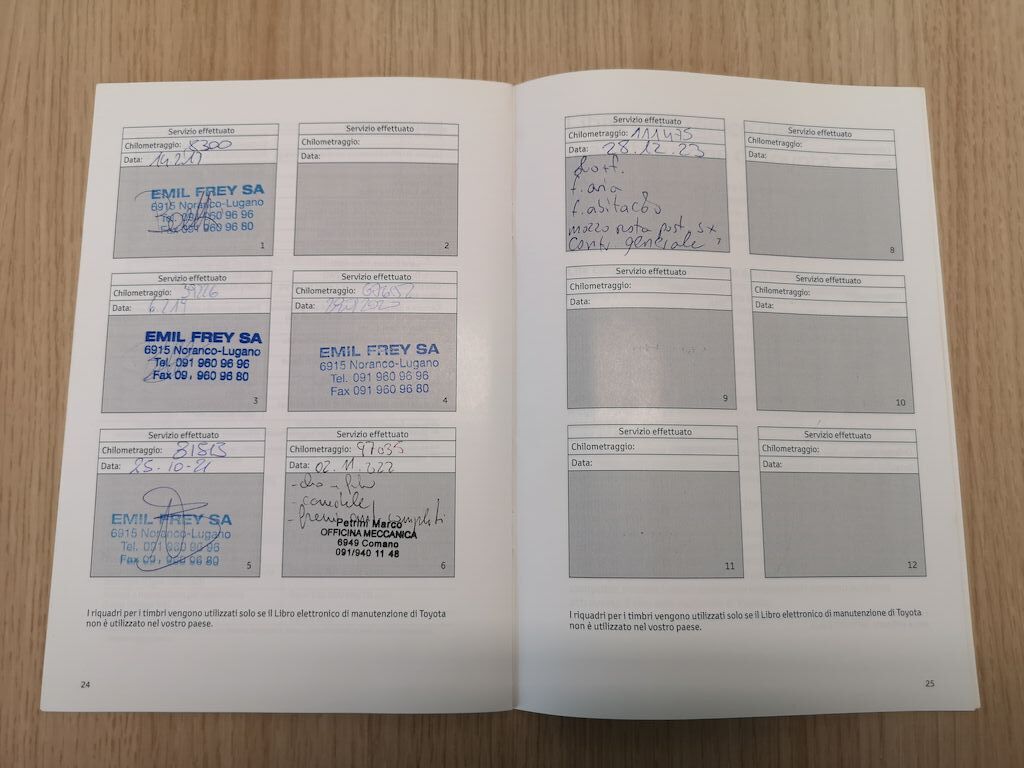 Servizio effettuato
Chilometraggio: 8300
Data: 14.2.19
EMIL FREY SA
6915 Noranco-Lugano
Tel. 091 960 96 96
Fax 091 960 96 80
1
Servizio effettuato
Chilometraggio:
Data:
2
Servizio effettuato
Chilometraggio:
Data:
EMIL FREY SA
6915 Noranco-Lugano
Tel. 091 960 96 96
Fax 091 960 96 80
3
Servizio effettuato
Chilometraggio:
Data:
EMIL FREY SA
6915 Noranco-Lugano
Tel. 091 960 96 96
Fax 091 960 96 80
4
Servizio effettuato
Chilometraggio:
Data: 25-10-21
EMIL FREY SA
6915 Noranco-Lugano
Tel. 091 960 96 96
Fax 091 960 96 80
5
Servizio effettuato
Chilometraggio: 97035
Data: 02.11.022
- candele
Petrini Marco
OFFICINA MECCANICA
6949 Comano
091/940 11 48
6
I riquadri per i timbri vengono utilizzati solo se il Libro elettronico di manutenzione di Toyota
non è utilizzato nel vostro paese.
24
Servizio effettuato
Chilometraggio: 111475
Data: 28.12.23
f. aria
f. abitacolo
mozzo ruota post. sx
Contr generale
7
Servizio effettuato
Chilometraggio:
Data:
8
Servizio effettuato
Chilometraggio:
Data:
9
Servizio effettuato
Chilometraggio:
Data:
10
Servizio effettuato
Chilometraggio:
Data:
11
Servizio effettuato
Chilometraggio:
Data:
12
I riquadri per i timbri vengono utilizzati solo se il Libro elettronico di manutenzione di Toyota
non è utilizzato nel vostro paese.
25